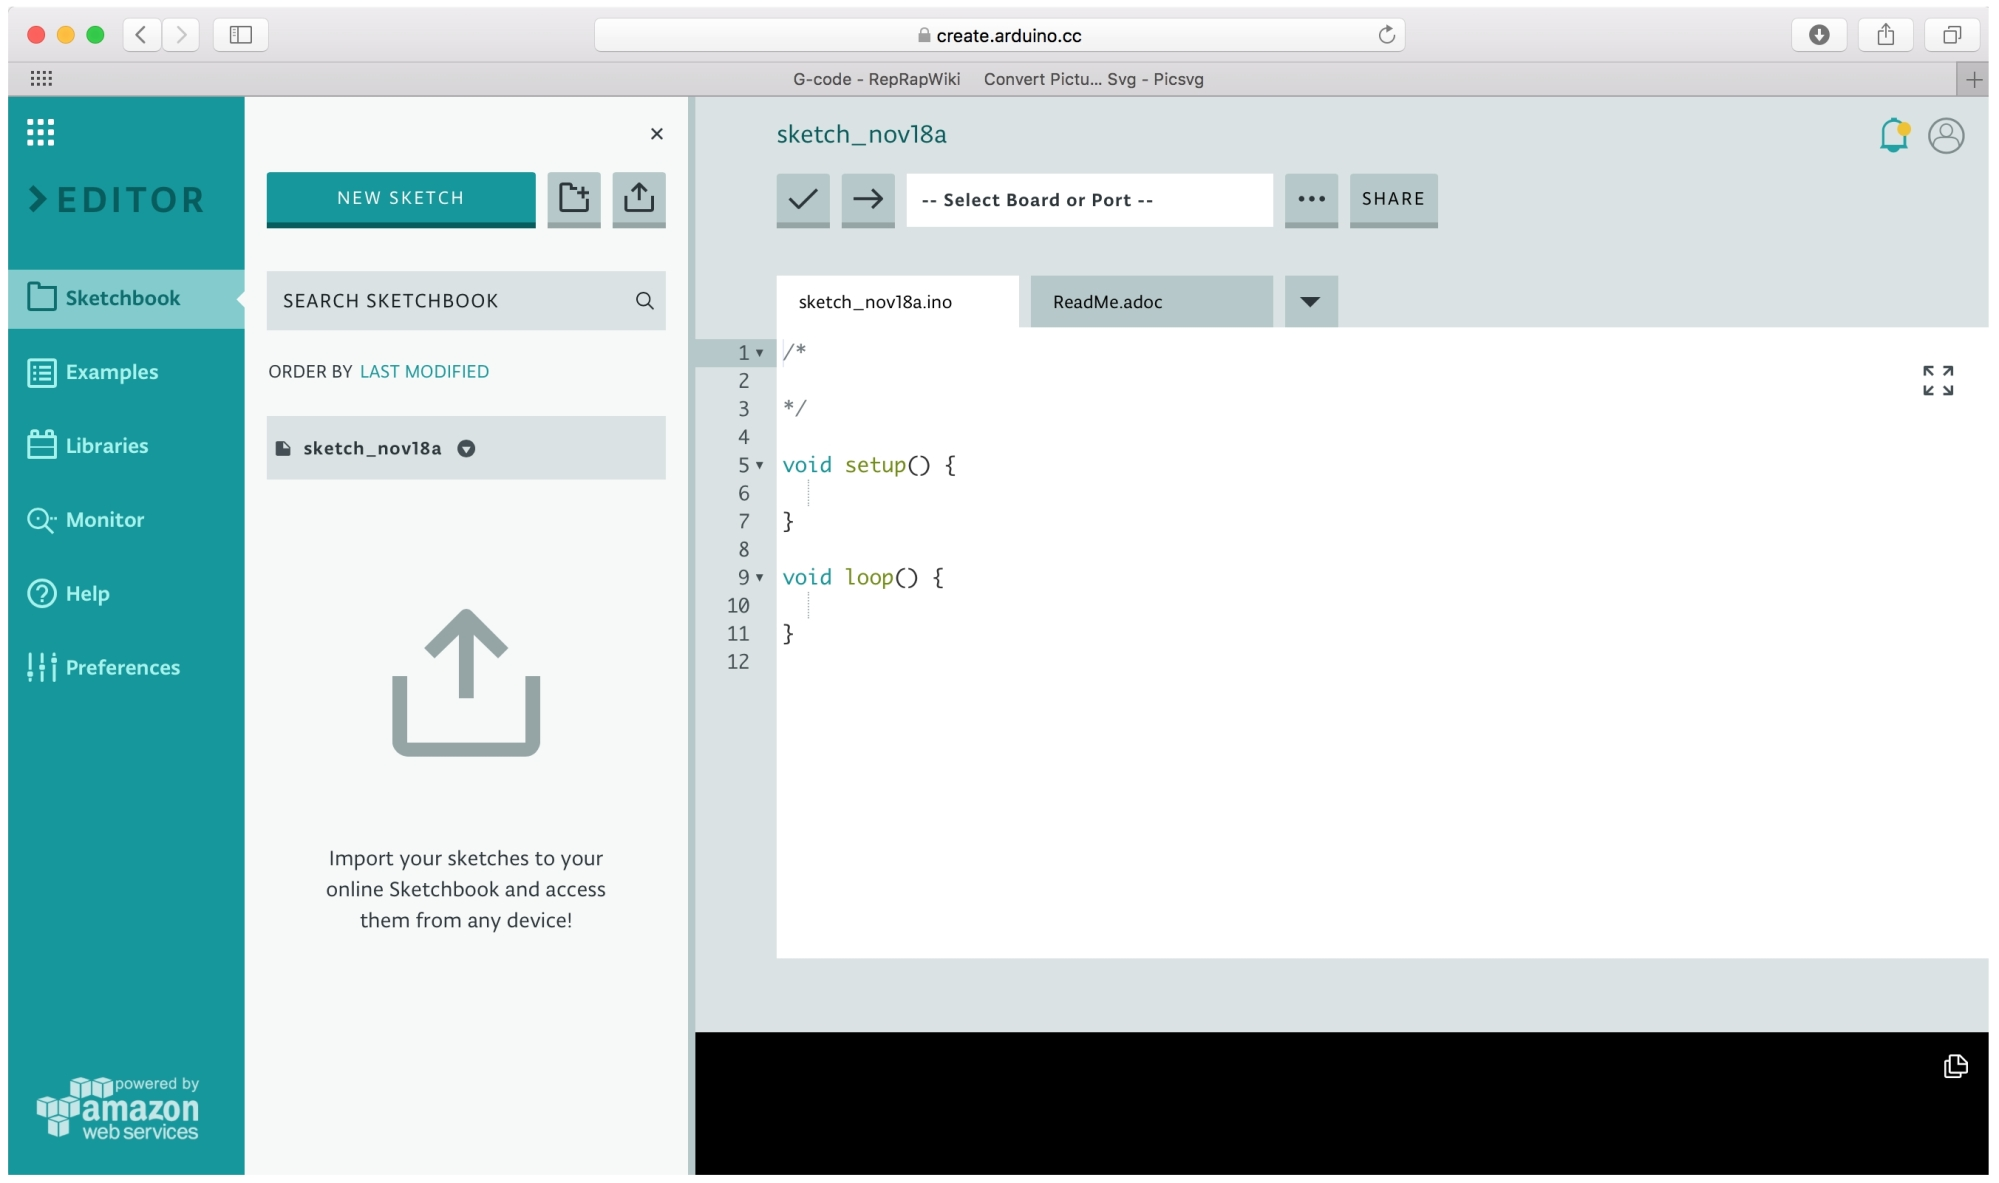 create.arduino.cc
G-code - RepRapWiki
Convert Pictu... Svg - Picsvg
EDITOR
Sketchbook
Examples
Libraries
Monitor
Help
Preferences
powered by
amazon
web services
NEW SKETCH
SEARCH SKETCHBOOK
ORDER BY LAST MODIFIED
sketch_nov18a
Import your sketches to your
online Sketchbook and access
them from any device!
sketch_nov18a
-- Select Board or Port --
SHARE
sketch_nov18a.ino
ReadMe.adoc
1 /*
2
3 */
4
5 void setup() {
6
7 }
8
9 void loop() {
10
11 }
12